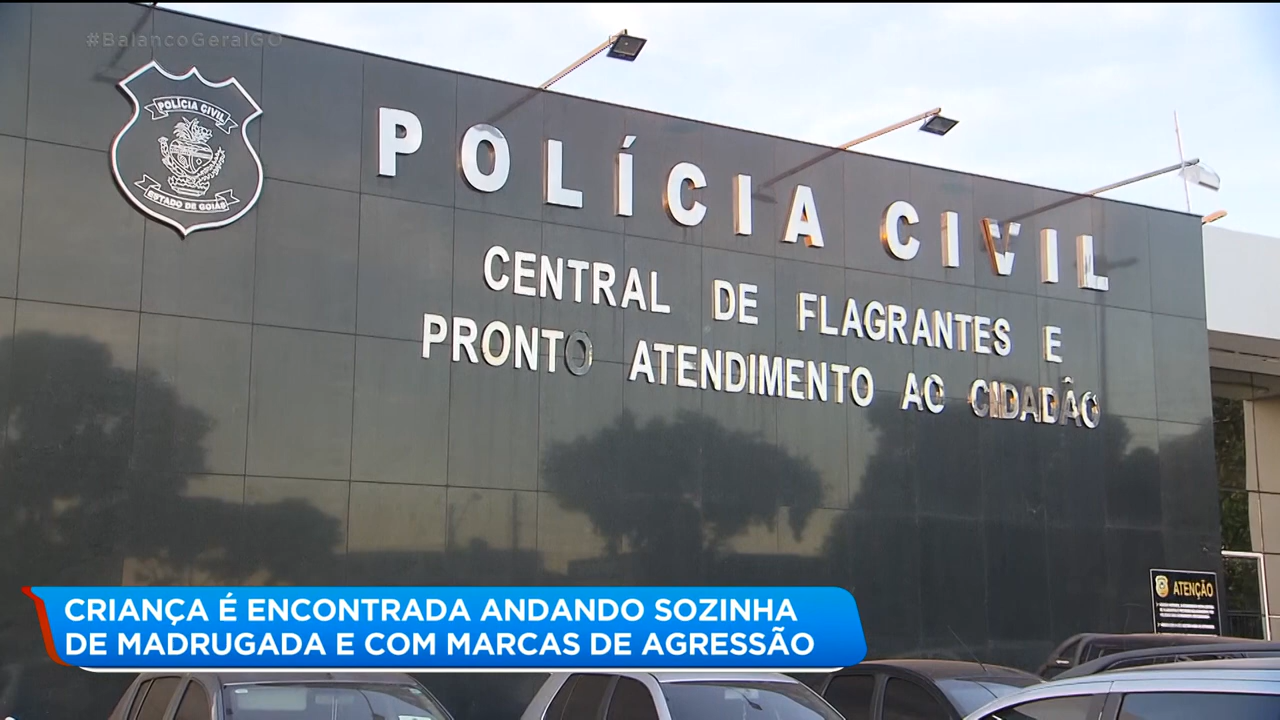 #BalancoGeralGO
POLÍCIA CIVIL
ESTADO DE GOIÁS
POLÍCIA CIVIL
CENTRAL DE FLAGRANTES E
PRONTO ATENDIMENTO AO CIDADÃO
ATENÇÃO
CRIANÇA É ENCONTRADA ANDANDO SOZINHA
DE MADRUGADA E COM MARCAS DE AGRESSÃO